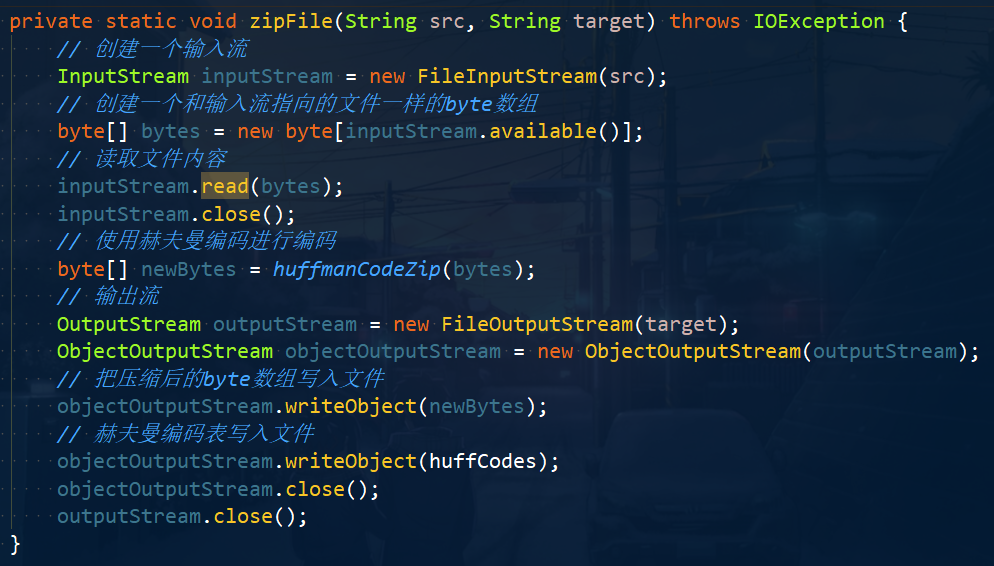 private static void zipFile(String src, String target) throws IOException {
    // 创建一个输入流
    InputStream inputStream = new FileInputStream(src);
    // 创建一个和输入流指向的文件一样的byte数组
    byte[] bytes = new byte[inputStream.available()];
    // 读取文件内容
    inputStream.read(bytes);
    inputStream.close();
    // 使用赫夫曼编码进行编码
    byte[] newBytes = huffmanCodeZip(bytes);
    // 输出流
    OutputStream outputStream = new FileOutputStream(target);
    ObjectOutputStream objectOutputStream = new ObjectOutputStream(outputStream);
    // 把压缩后的byte数组写入文件
    objectOutputStream.writeObject(newBytes);
    // 赫夫曼编码表写入文件
    objectOutputStream.writeObject(huffCodes);
    objectOutputStream.close();
    outputStream.close();
}